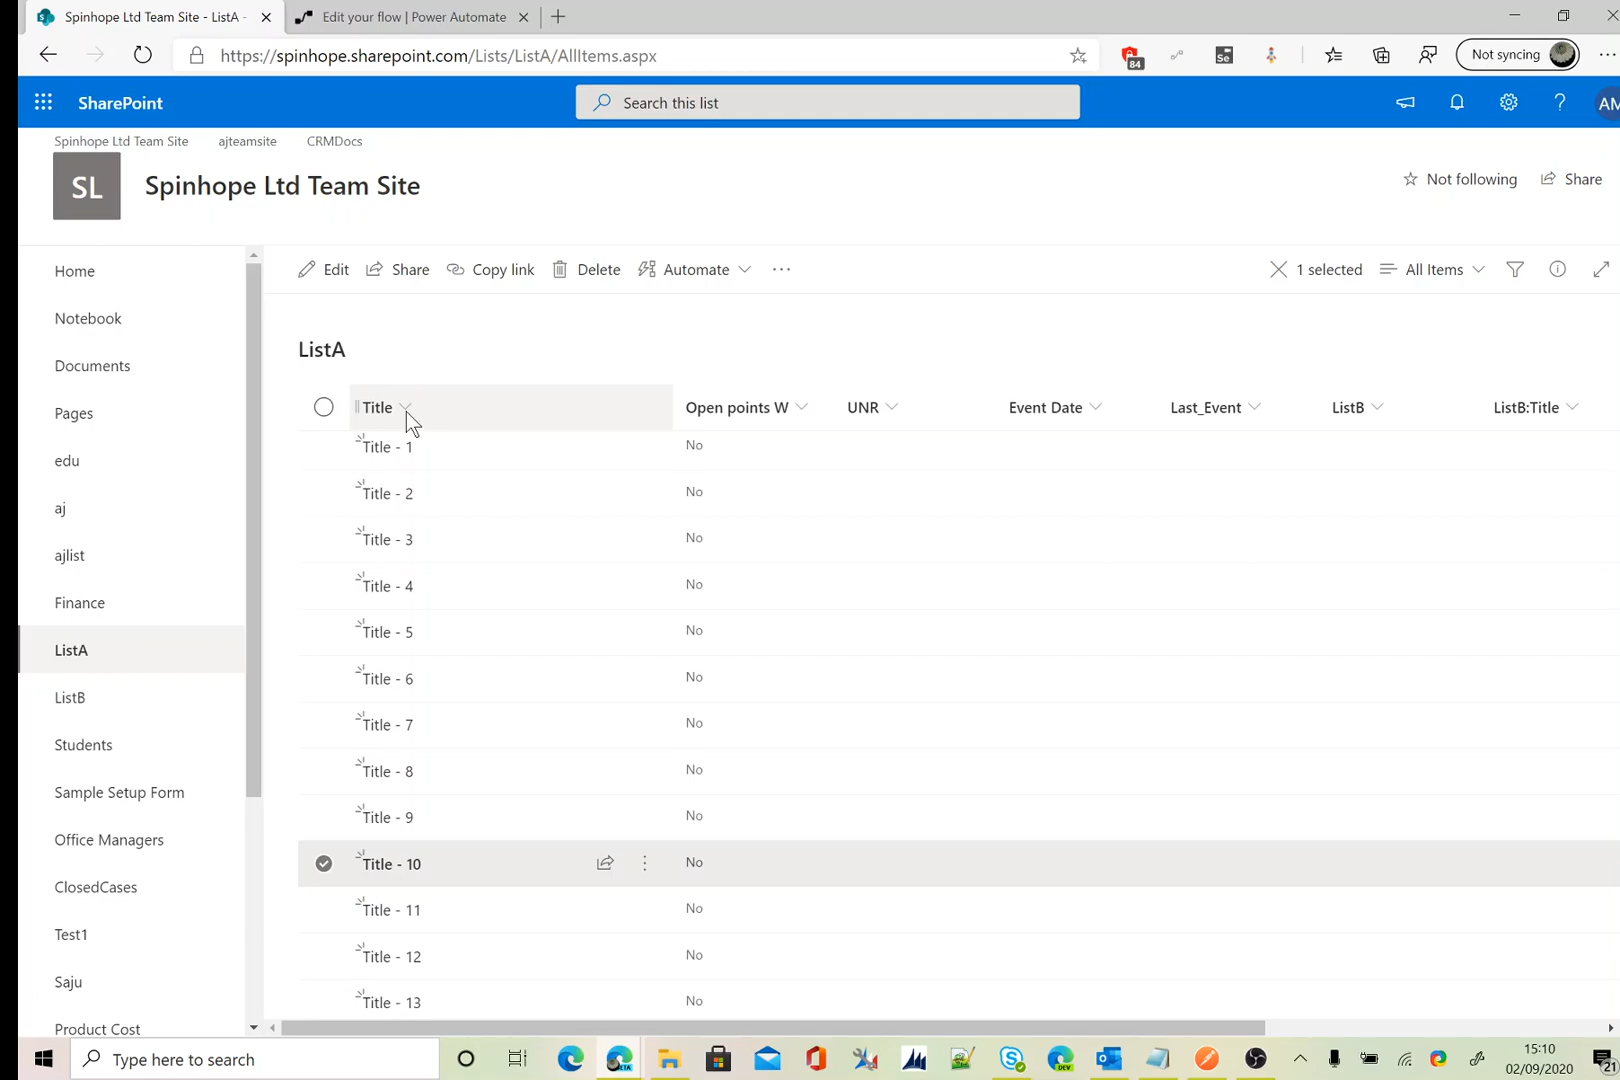 Spinhope Ltd Team Site - ListA -
Edit your flow | Power Automate
https://spinhope.sharepoint.com/Lists/ListA/AllItems.aspx
84
Se
Not syncing
SharePoint
Search this list
AM
Spinhope Ltd Team Site
ajteamsite
CRMDocs
SL
Spinhope Ltd Team Site
Not following
Share
Home
Notebook
Documents
Pages
edu
aj
ajlist
Finance
ListA
ListB
Students
Sample Setup Form
Office Managers
ClosedCases
Test1
Saju
Product Cost
Edit
Share
Copy link
Delete
Automate
1 selected
All Items
ListA
Title
Open points W
UNR
Event Date
Last_Event
ListB
ListB:Title
Title - 1 No
Title - 2 No
Title - 3 No
Title - 4 No
Title - 5 No
Title - 6 No
Title - 7 No
Title - 8 No
Title - 9 No
Title - 10 No
Title - 11 No
Title - 12 No
Title - 13 No
Type here to search
BETA
DEV
15:10
02/09/2020
21